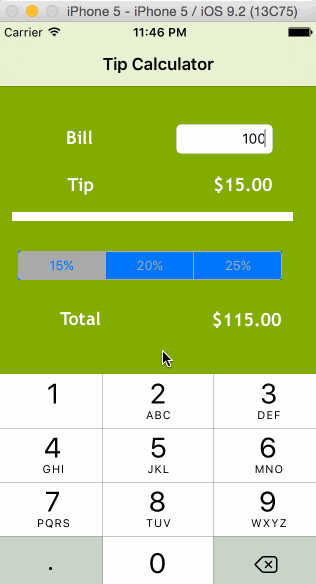 iPhone 5 - iPhone 5 / iOS 9.2 (13C75)
Carrier 11:46 PM
Tip Calculator
Bill 100
Tip $15.00
15% 20% 25%
Total $115.00
1 2 3
ABC DEF
4 5 6
GHI JKL MNO
7 8 9
PQRS TUV WXYZ
. 0